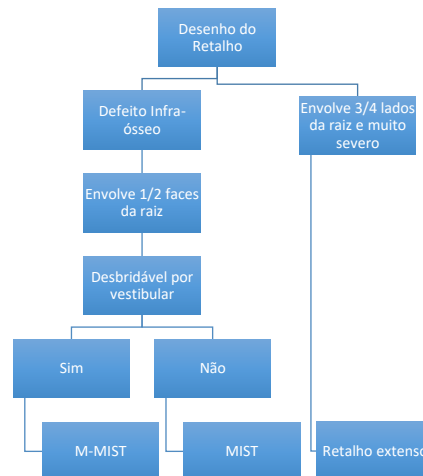 Desenho do
Retalho
Defeito Infra-
ósseo
Envolve 3/4 lados
da raiz e muito
severo
Envolve 1/2 faces
da raiz
Desbridável por
vestibular
Sim
Não
M-MIST
MIST
Retalho extenso